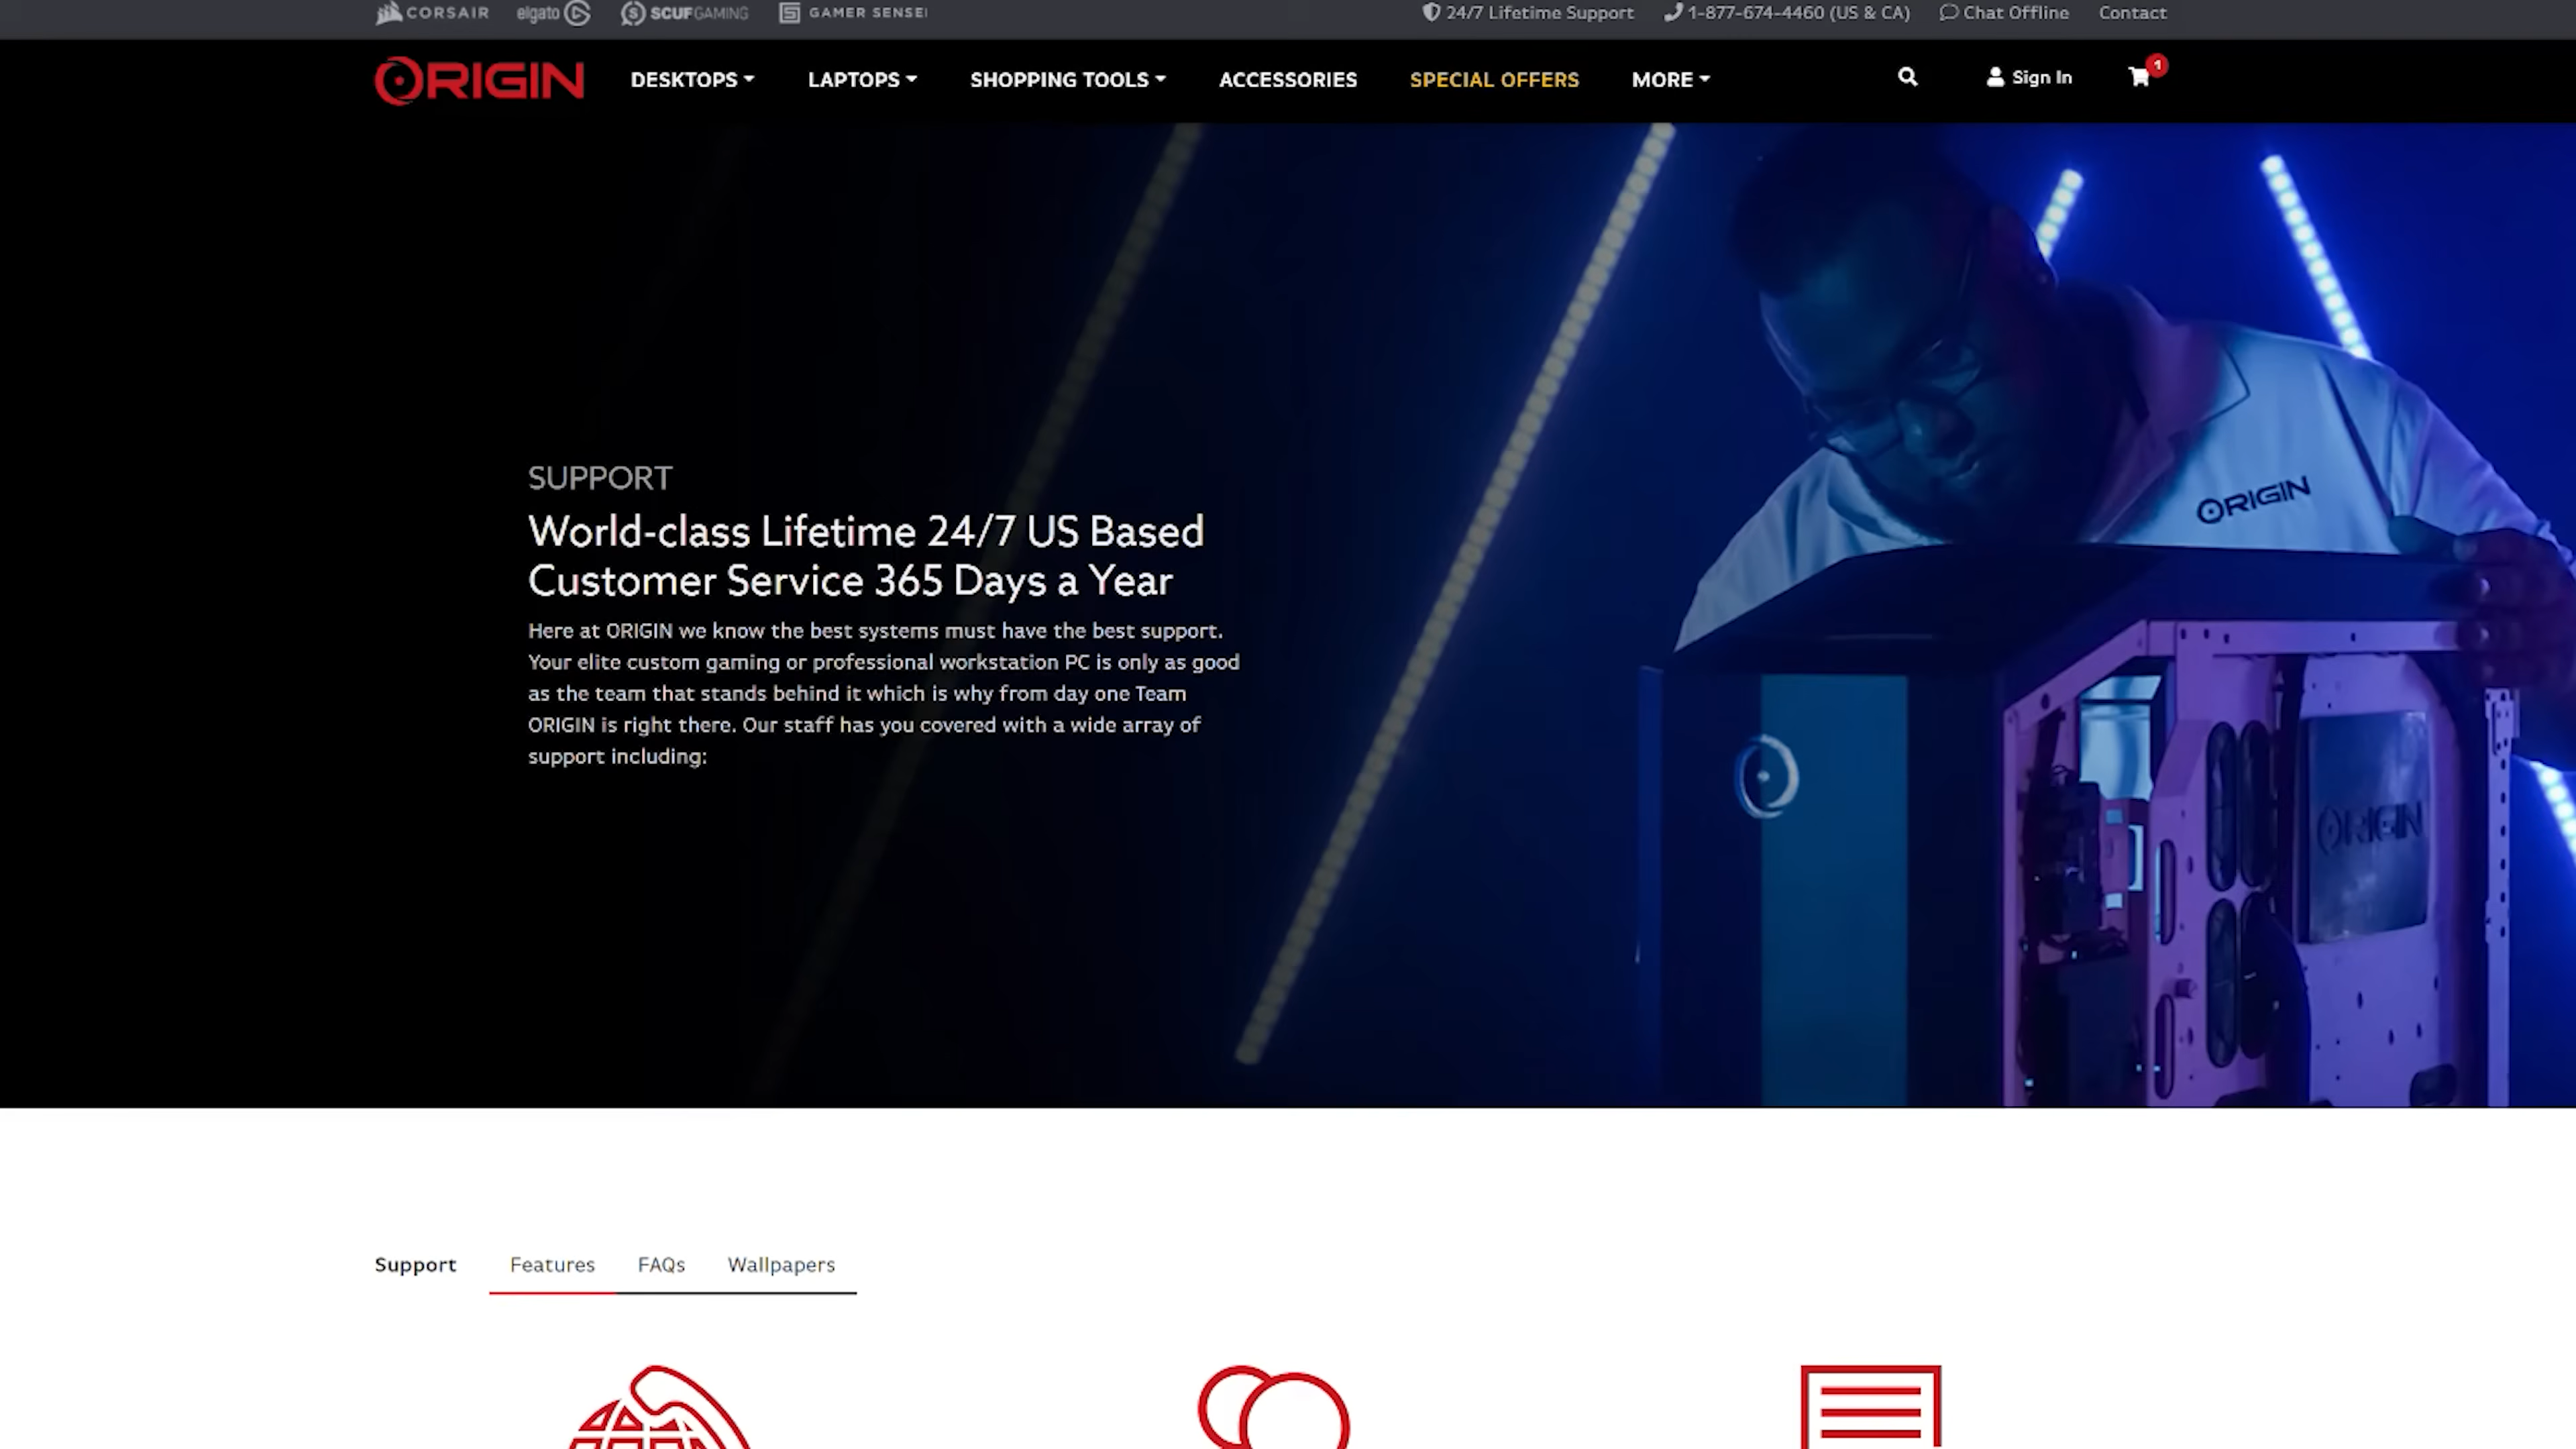 CORSAIR elgato SCUFGAMING GAMER SENSEI 24/7 Lifetime Support 1-877-674-4460 (US & CA) Chat Offline Contact
ORIGIN DESKTOPS LAPTOPS SHOPPING TOOLS ACCESSORIES SPECIAL OFFERS MORE Sign In 1
SUPPORT
World-class Lifetime 24/7 US Based
Customer Service 365 Days a Year
Here at ORIGIN we know the best systems must have the best support.
Your elite custom gaming or professional workstation PC is only as good
as the team that stands behind it which is why from day one Team
ORIGIN is right there. Our staff has you covered with a wide array of
support including:
ORIGIN
ORIGIN
Support Features FAQs Wallpapers